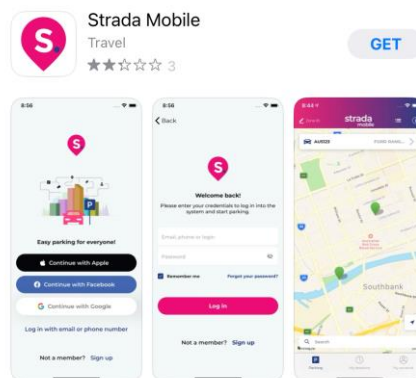 S.
Strada Mobile
Travel
3
GET
8:56
S
Easy parking for everyone!
Continue with Apple
Continue with Facebook
G Continue with Google
Log in with email or phone number
Not a member? Sign up
8:56
Back
S
Welcome back!
Please enter your credentials to log in into the
system and start parking.
Email, phone or login
Password
Remember me Forgot your password?
Log in
Not a member? Sign up
8:44
strada
mobile
P
Southbank
Search
Parking